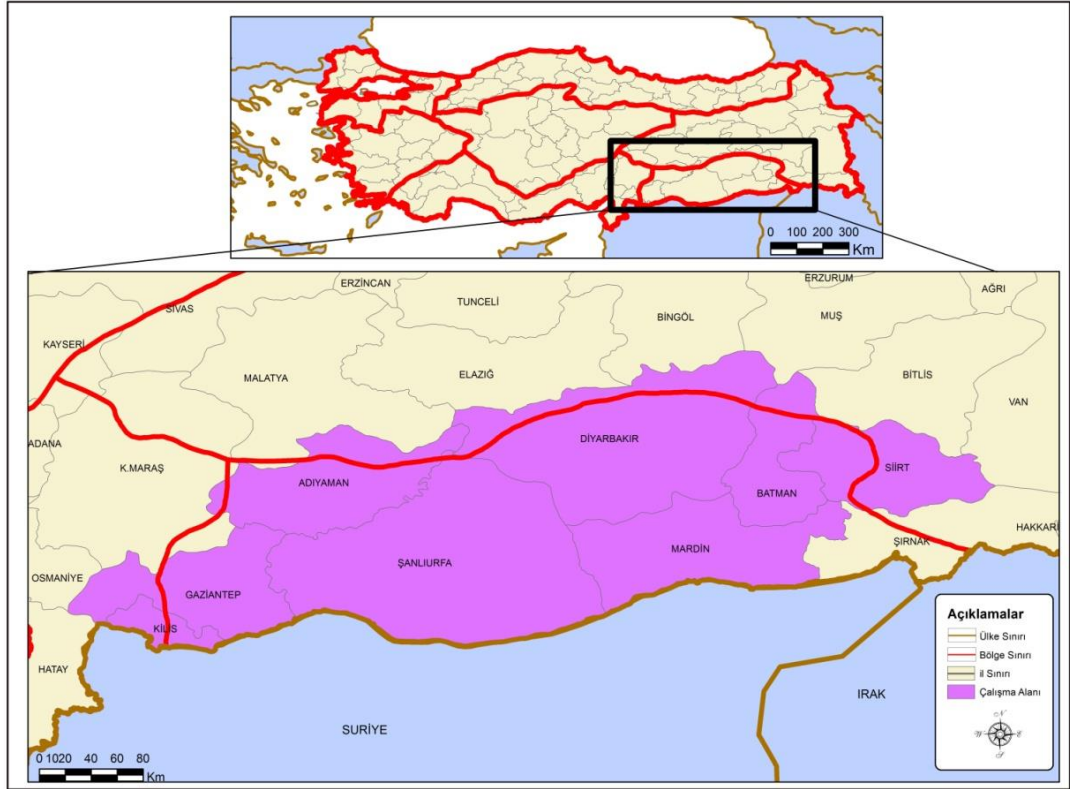 0 100 200 300
Km
ERZİNCAN
ERZURUM
AĞRI
SİVAS
TUNCELİ
BİNGÖL
MUŞ
KAYSERİ
MALATYA
ELAZIĞ
BİTLİS
VAN
ADANA
DİYARBAKIR
K.MARAŞ
SİİRT
ADIYAMAN
BATMAN
HAKKARİ
ŞIRNAK
MARDİN
ŞANLIURFA
OSMANİYE
GAZİANTEP
KİLİS
HATAY
SURİYE
IRAK
Açıklamalar
Ülke Sınırı
Bölge Sınırı
il Sınırı
Çalışma Alanı
N
W E
S
0 1020 40 60 80
Km